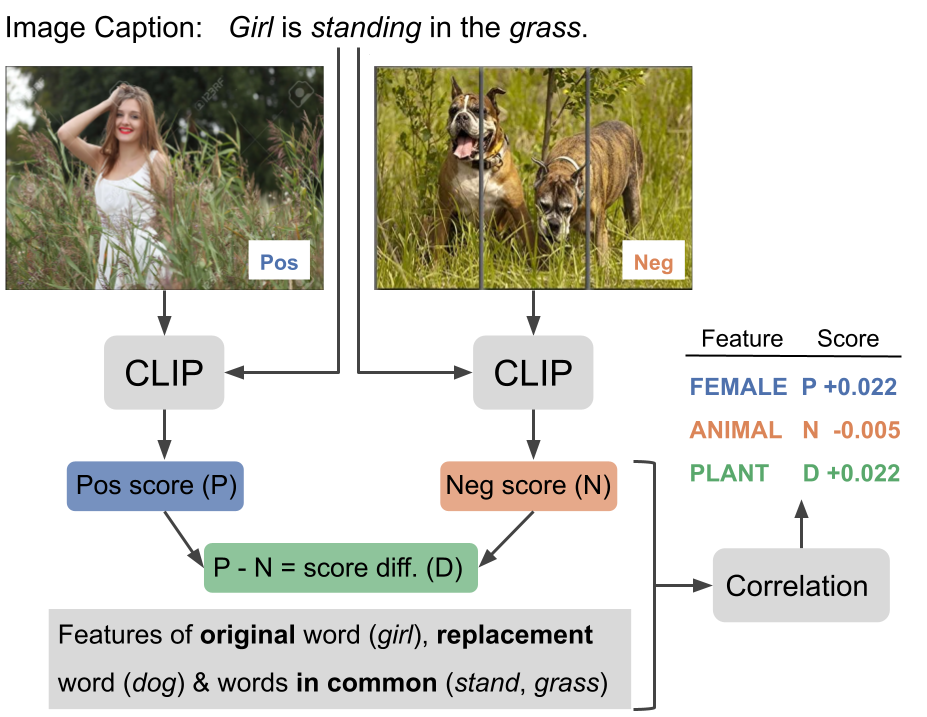 Image Caption: Girl is standing in the grass.
123RF
Pos
Neg
CLIP
CLIP
Pos score (P)
Neg score (N)
P - N = score diff. (D)
Features of original word (girl), replacement
word (dog) & words in common (stand, grass)
Feature Score
FEMALE P +0.022
ANIMAL N -0.005
PLANT D +0.022
Correlation